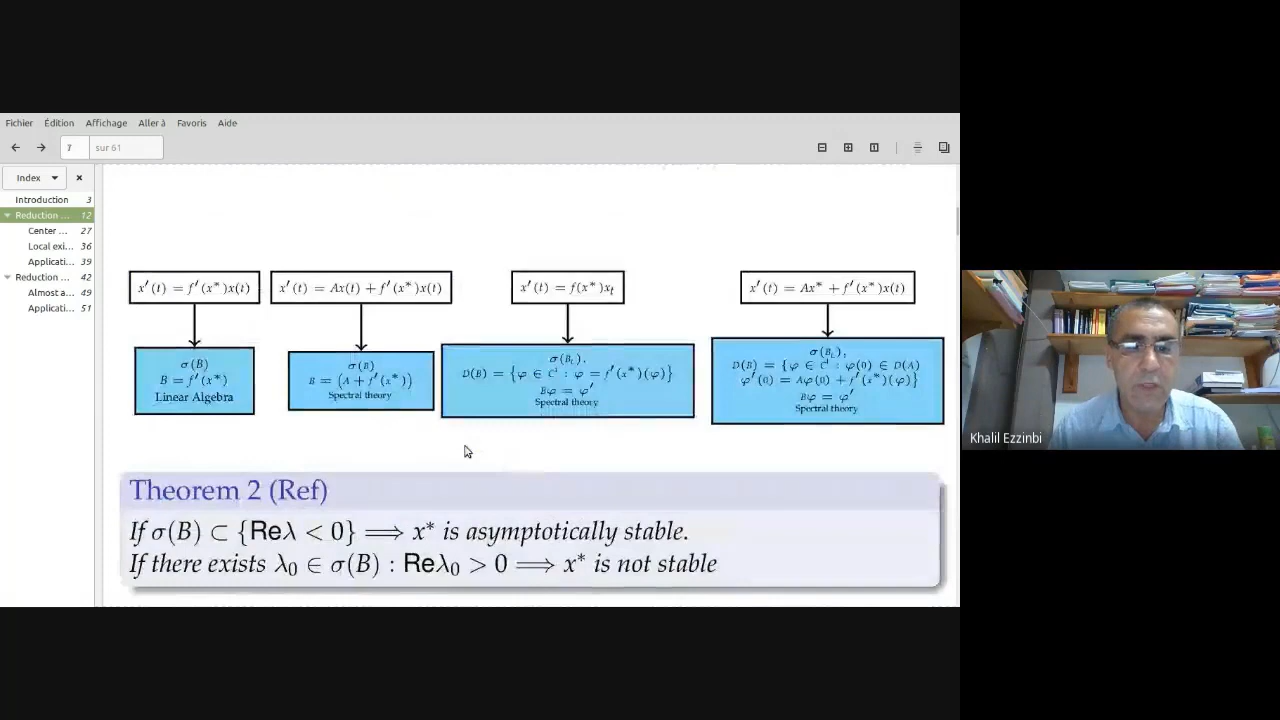 Fichier Édition Affichage Aller à Favoris Aide
7 sur 61
Index
Introduction 3
Reduction ... 12
Center ... 27
Local exi... 36
Applicati... 39
Reduction ... 42
Almost a... 49
Applicati... 51
x′(t) = f′(x*)x(t)
x′(t) = Ax(t) + f′(x*)x(t)
x′(t) = f(x*)xₜ
x′(t) = Ax* + f′(x*)x(t)
σ(B)
B = f′(x*)
Linear Algebra
σ(B)
B = (A + f′(x*))
Spectral theory
σ(B_L),
D(B) = {φ ∈ C¹ : φ = f′(x*)(φ)}
Bφ = φ′
Spectral theory
σ(B_L),
D(B) = {φ ∈ C¹ : φ(0) ∈ D(A)
φ′(0) = Aφ(0) + f′(x*)(φ)}
Bφ = φ′
Spectral theory
Theorem 2 (Ref)
If σ(B) ⊂ {Reλ < 0} ⟹ x* is asymptotically stable.
If there exists λ₀ ∈ σ(B) : Reλ₀ > 0 ⟹ x* is not stable
Khalil Ezzinbi